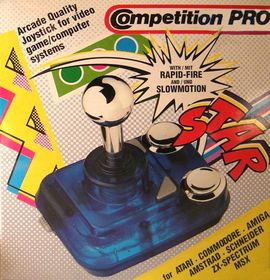 Competition PRO
Arcade Quality
Joystick for video
game/computer
systems
WITH / MIT
RAPID-FIRE
AND / UND
SLOWMOTION
STAR
for ATARI . COMMODORE . AMIGA
AMSTRAD . SCHNEIDER
ZX-SPECTRUM
MSX